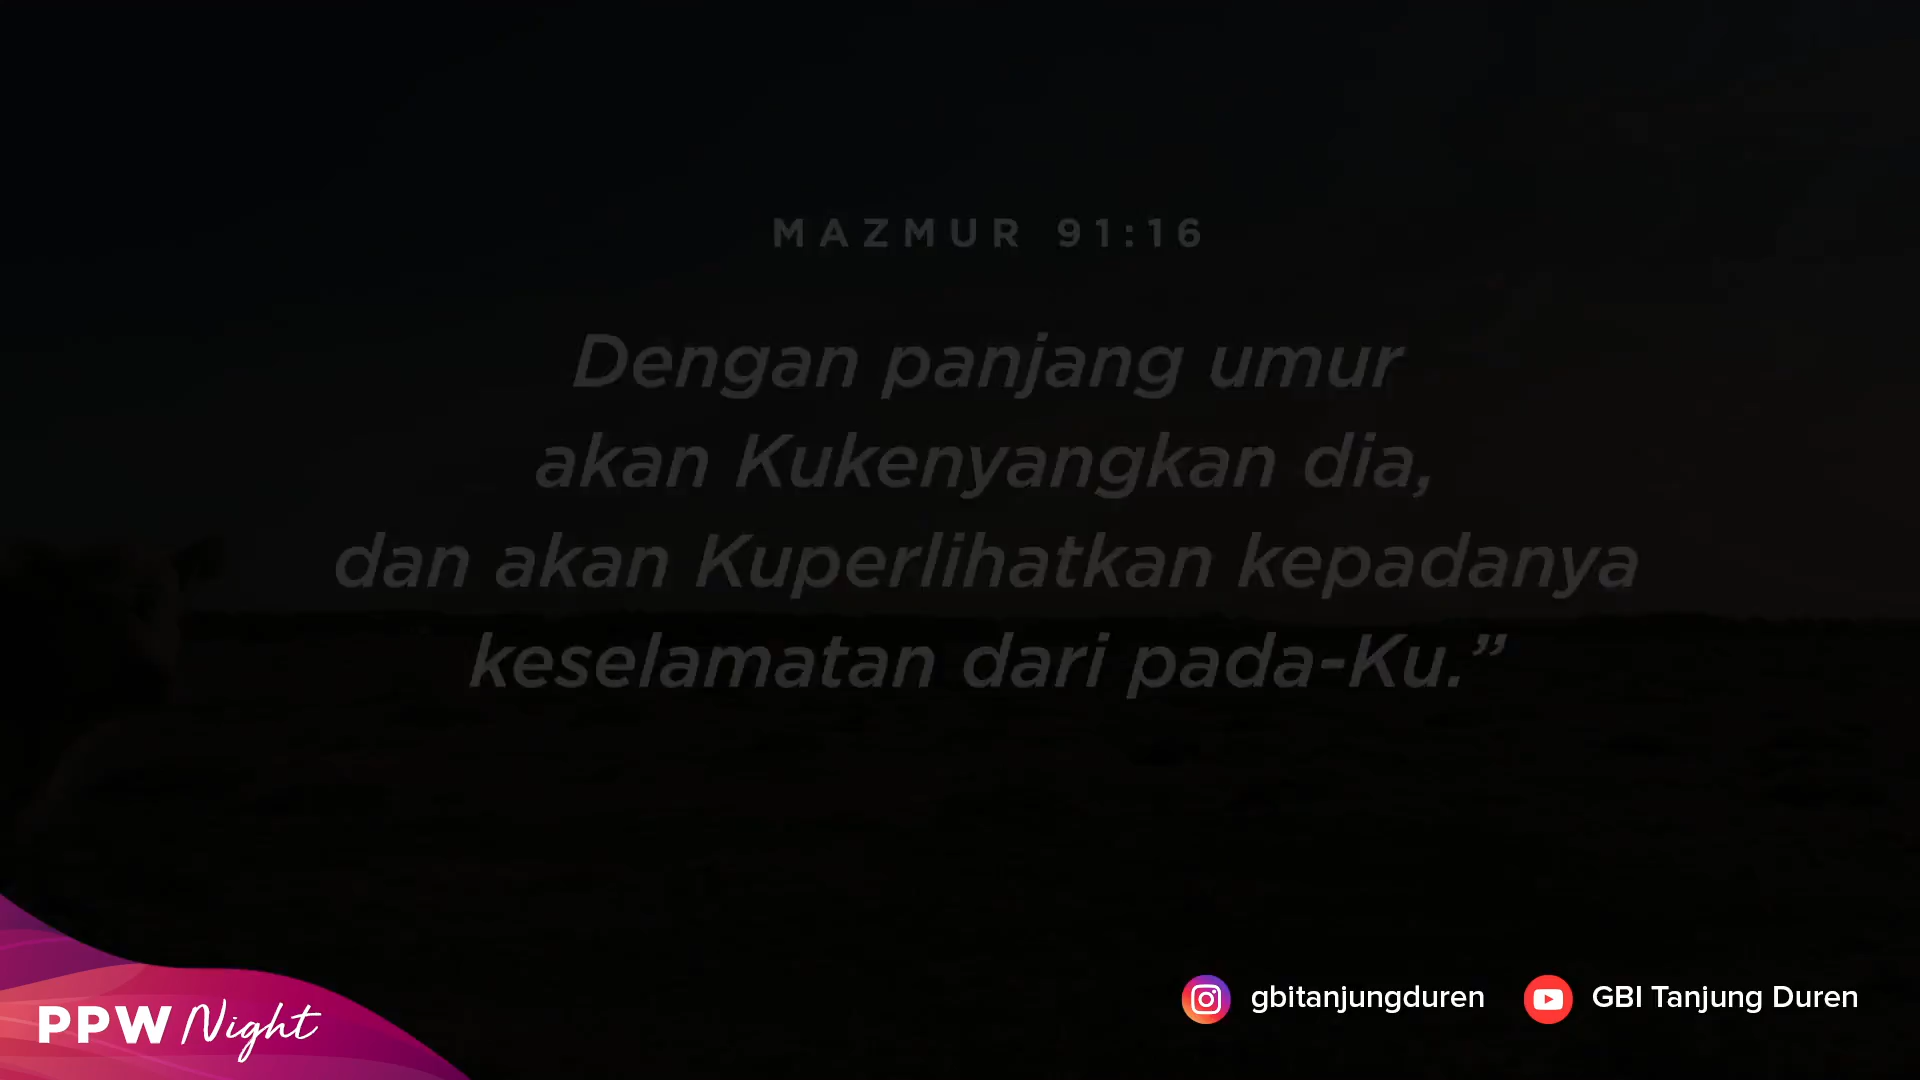 MAZMUR 91:16
Dengan panjang umur
akan Kukenyangkan dia,
dan akan Kuperlihatkan kepadanya
keselamatan dari pada-Ku.”
PPW Night
gbitanjungduren
GBI Tanjung Duren